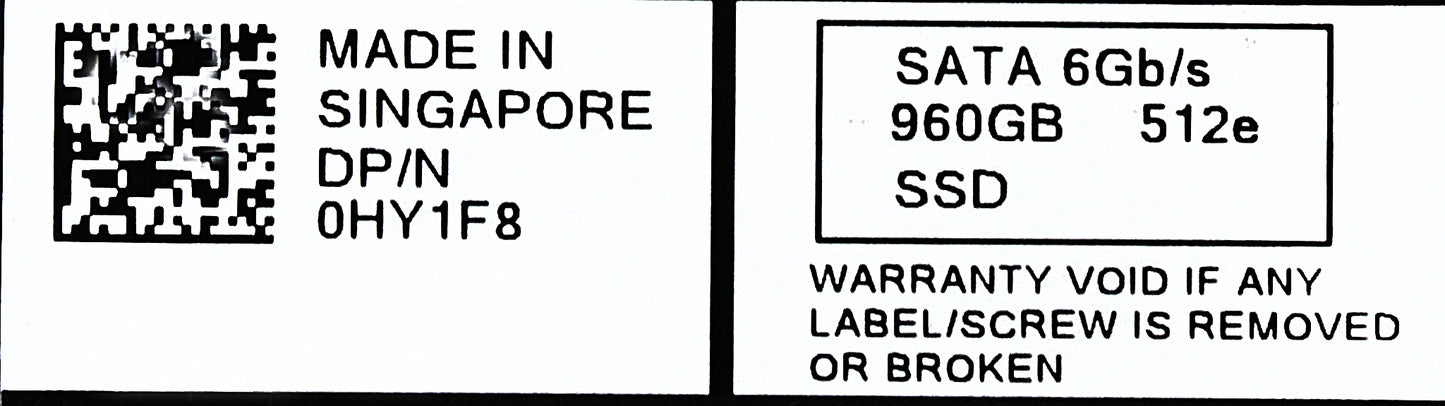 MADE IN
SINGAPORE
DP/N
0HY1F8
SATA 6Gb/s
960GB 512e
SSD
WARRANTY VOID IF ANY
LABEL/SCREW IS REMOVED
OR BROKEN